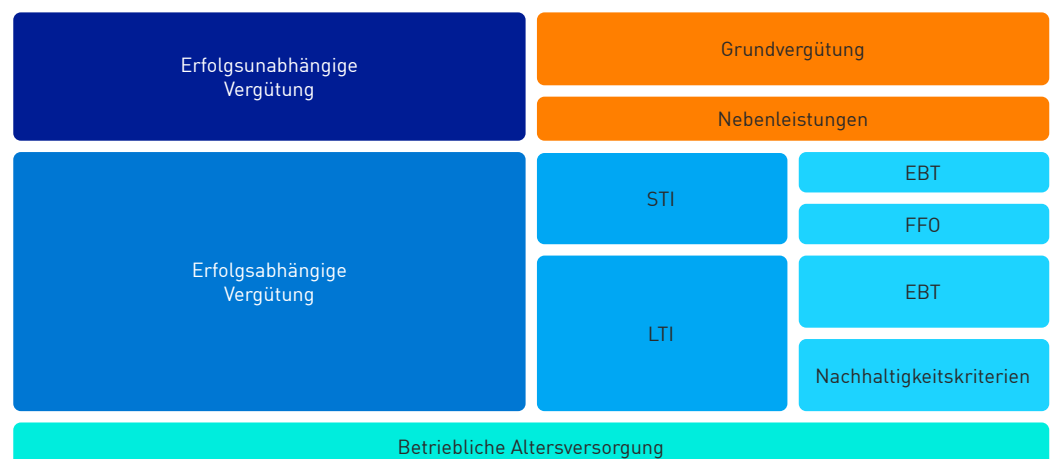 Erfolgsunabhängige
Vergütung
Grundvergütung
Nebenleistungen
Erfolgsabhängige
Vergütung
STI
EBT
FFO
LTI
EBT
Nachhaltigkeitskriterien
Betriebliche Altersversorgung